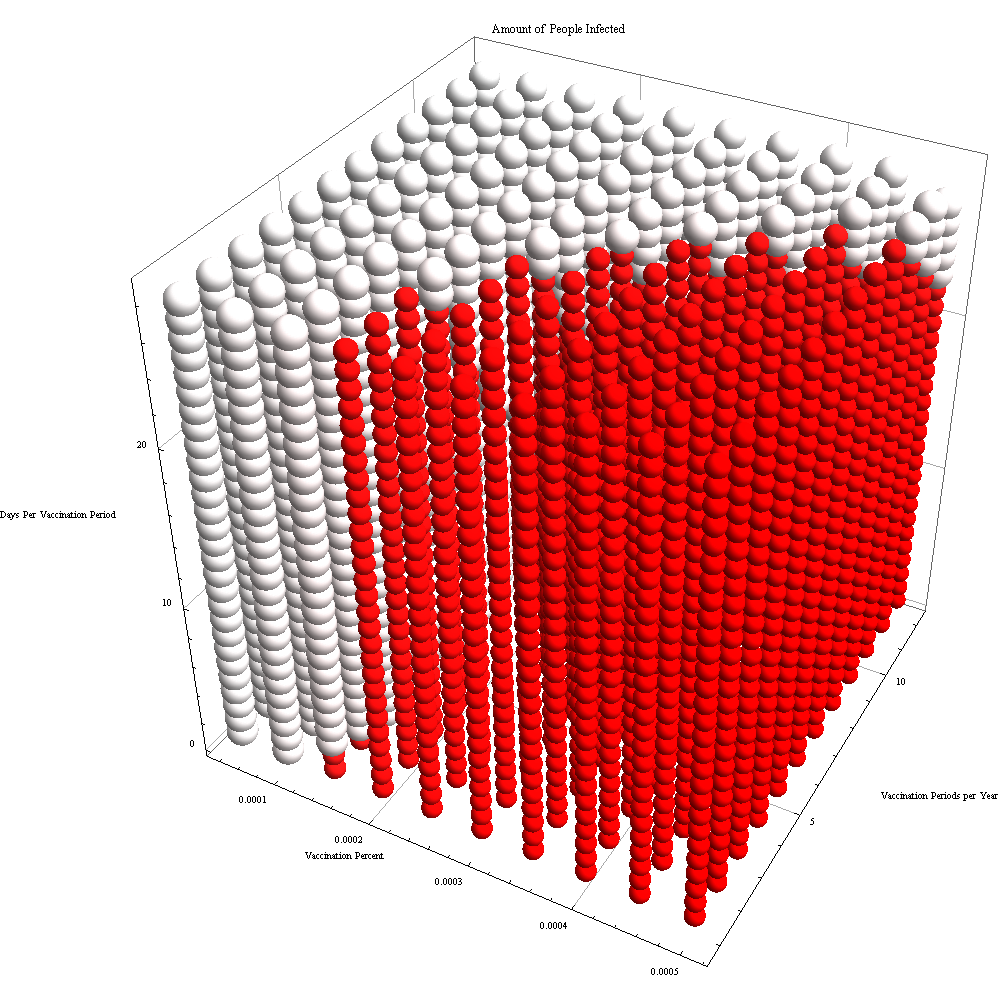 Amount of People Infected
20
Days Per Vaccination Period
10
0
0.0001
0.0002
Vaccination Percent
0.0003
0.0004
0.0005
10
Vaccination Periods per Year
5